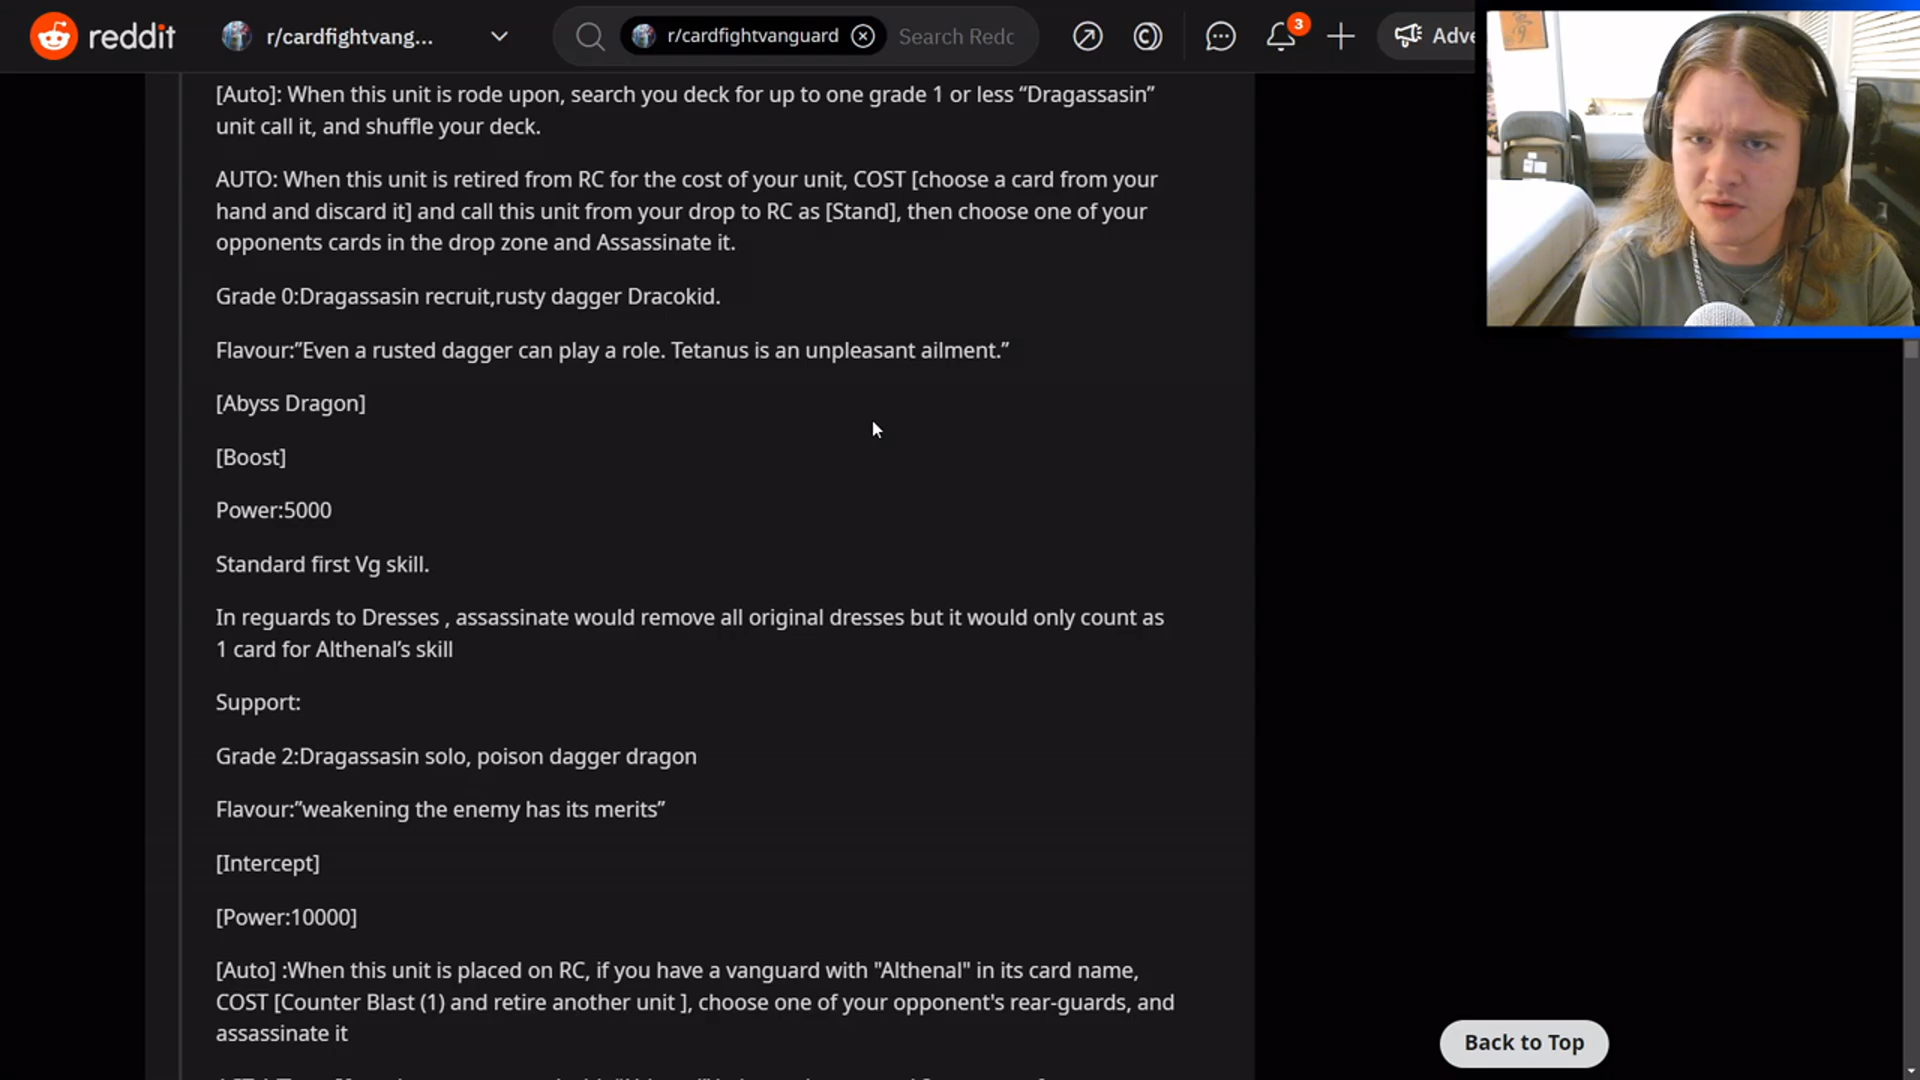 reddit
r/cardfightvang...
r/cardfightvanguard
Search Redc
3
Adve
[Auto]: When this unit is rode upon, search you deck for up to one grade 1 or less “Dragassasin”
unit call it, and shuffle your deck.
AUTO: When this unit is retired from RC for the cost of your unit, COST [choose a card from your
hand and discard it] and call this unit from your drop to RC as [Stand], then choose one of your
opponents cards in the drop zone and Assassinate it.
Grade 0:Dragassasin recruit,rusty dagger Dracokid.
Flavour:”Even a rusted dagger can play a role. Tetanus is an unpleasant ailment.”
[Abyss Dragon]
[Boost]
Power:5000
Standard first Vg skill.
In reguards to Dresses , assassinate would remove all original dresses but it would only count as
1 card for Althenal’s skill
Support:
Grade 2:Dragassasin solo, poison dagger dragon
Flavour:”weakening the enemy has its merits”
[Intercept]
[Power:10000]
[Auto] :When this unit is placed on RC, if you have a vanguard with "Althenal" in its card name,
COST [Counter Blast (1) and retire another unit ], choose one of your opponent's rear-guards, and
assassinate it
Back to Top